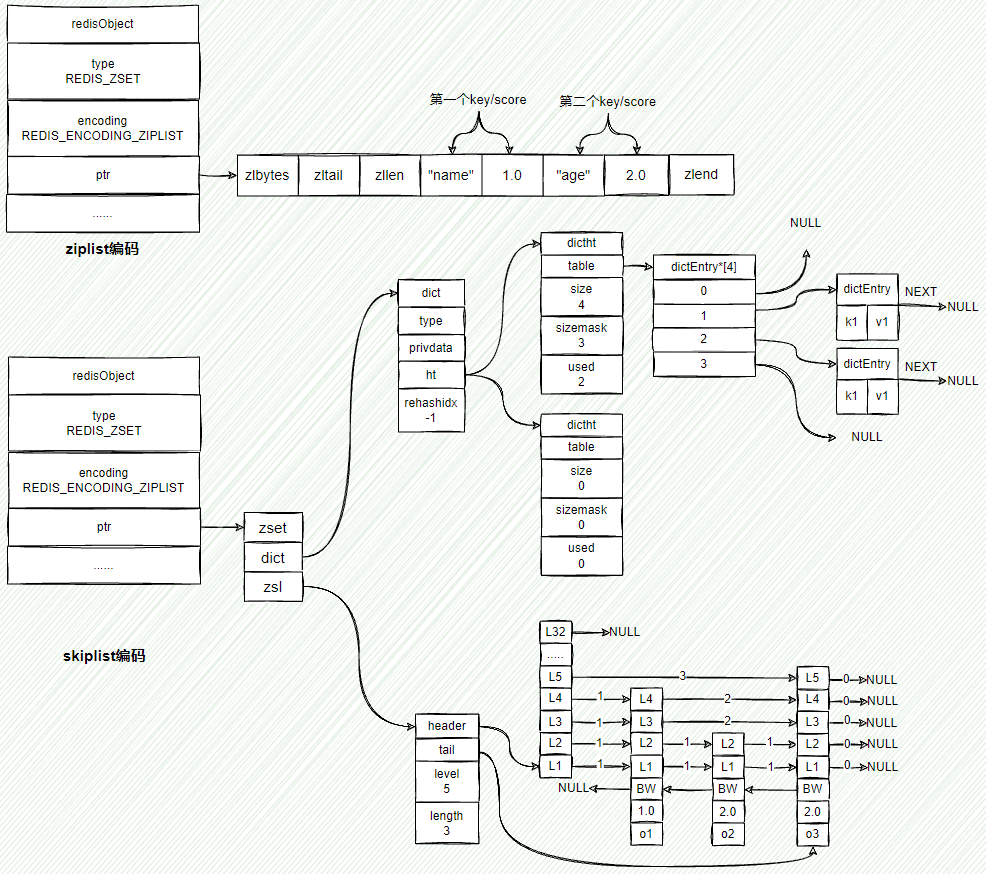 redisObject
type
REDIS_ZSET
encoding
REDIS_ENCODING_ZIPLIST
ptr
......
ziplist编码
第一个key/score
第二个key/score
zlbytes
zltail
zllen
"name"
1.0
"age"
2.0
zlend
redisObject
type
REDIS_ZSET
encoding
REDIS_ENCODING_ZIPLIST
ptr
......
skiplist编码
zset
dict
zsl
dict
type
privdata
ht
rehashidx
-1
dictht
table
size
4
sizemask
3
used
2
dictht
table
size
0
sizemask
0
used
0
dictEntry*[4]
0
1
2
3
NULL
dictEntry
k1
v1
NEXT
NULL
dictEntry
k1
v1
NEXT
NULL
NULL
header
tail
level
5
length
3
L32
NULL
.....
L5
3
L5
0
NULL
L4
1
L4
2
L4
0
NULL
L3
1
L3
2
L3
0
NULL
L2
1
L2
1
L2
1
L2
0
NULL
L1
1
L1
1
L1
1
L1
0
NULL
NULL
BW
BW
BW
1.0
2.0
2.0
o1
o2
o3